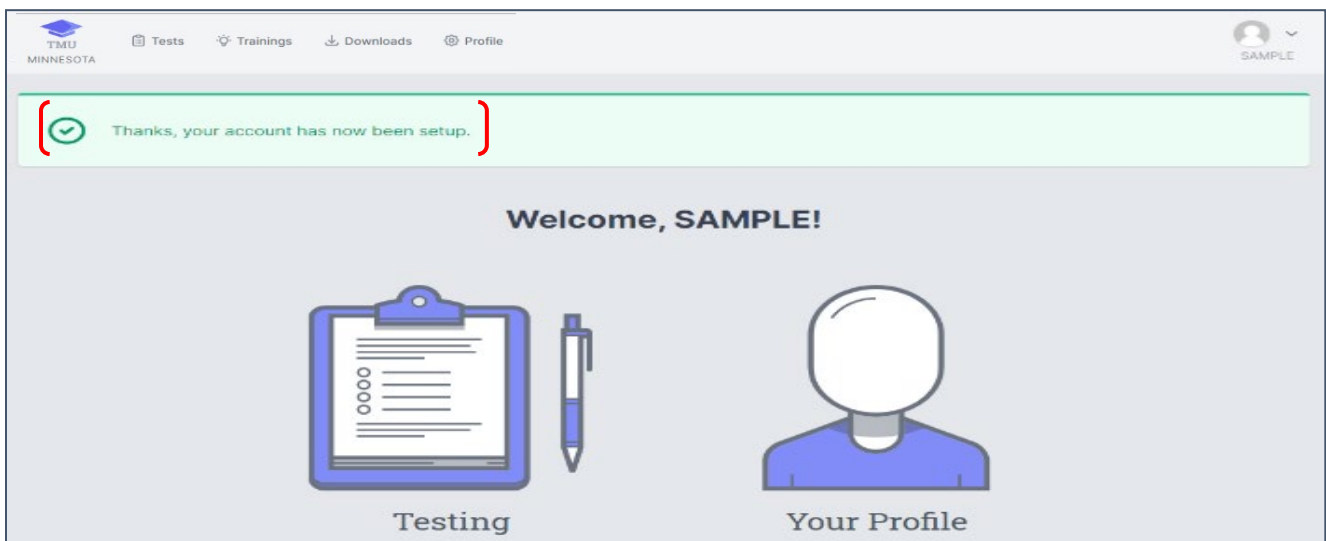 TMU
MINNESOTA
Tests Trainings Downloads Profile
SAMPLE
Thanks, your account has now been setup.
Welcome, SAMPLE!
Testing
Your Profile